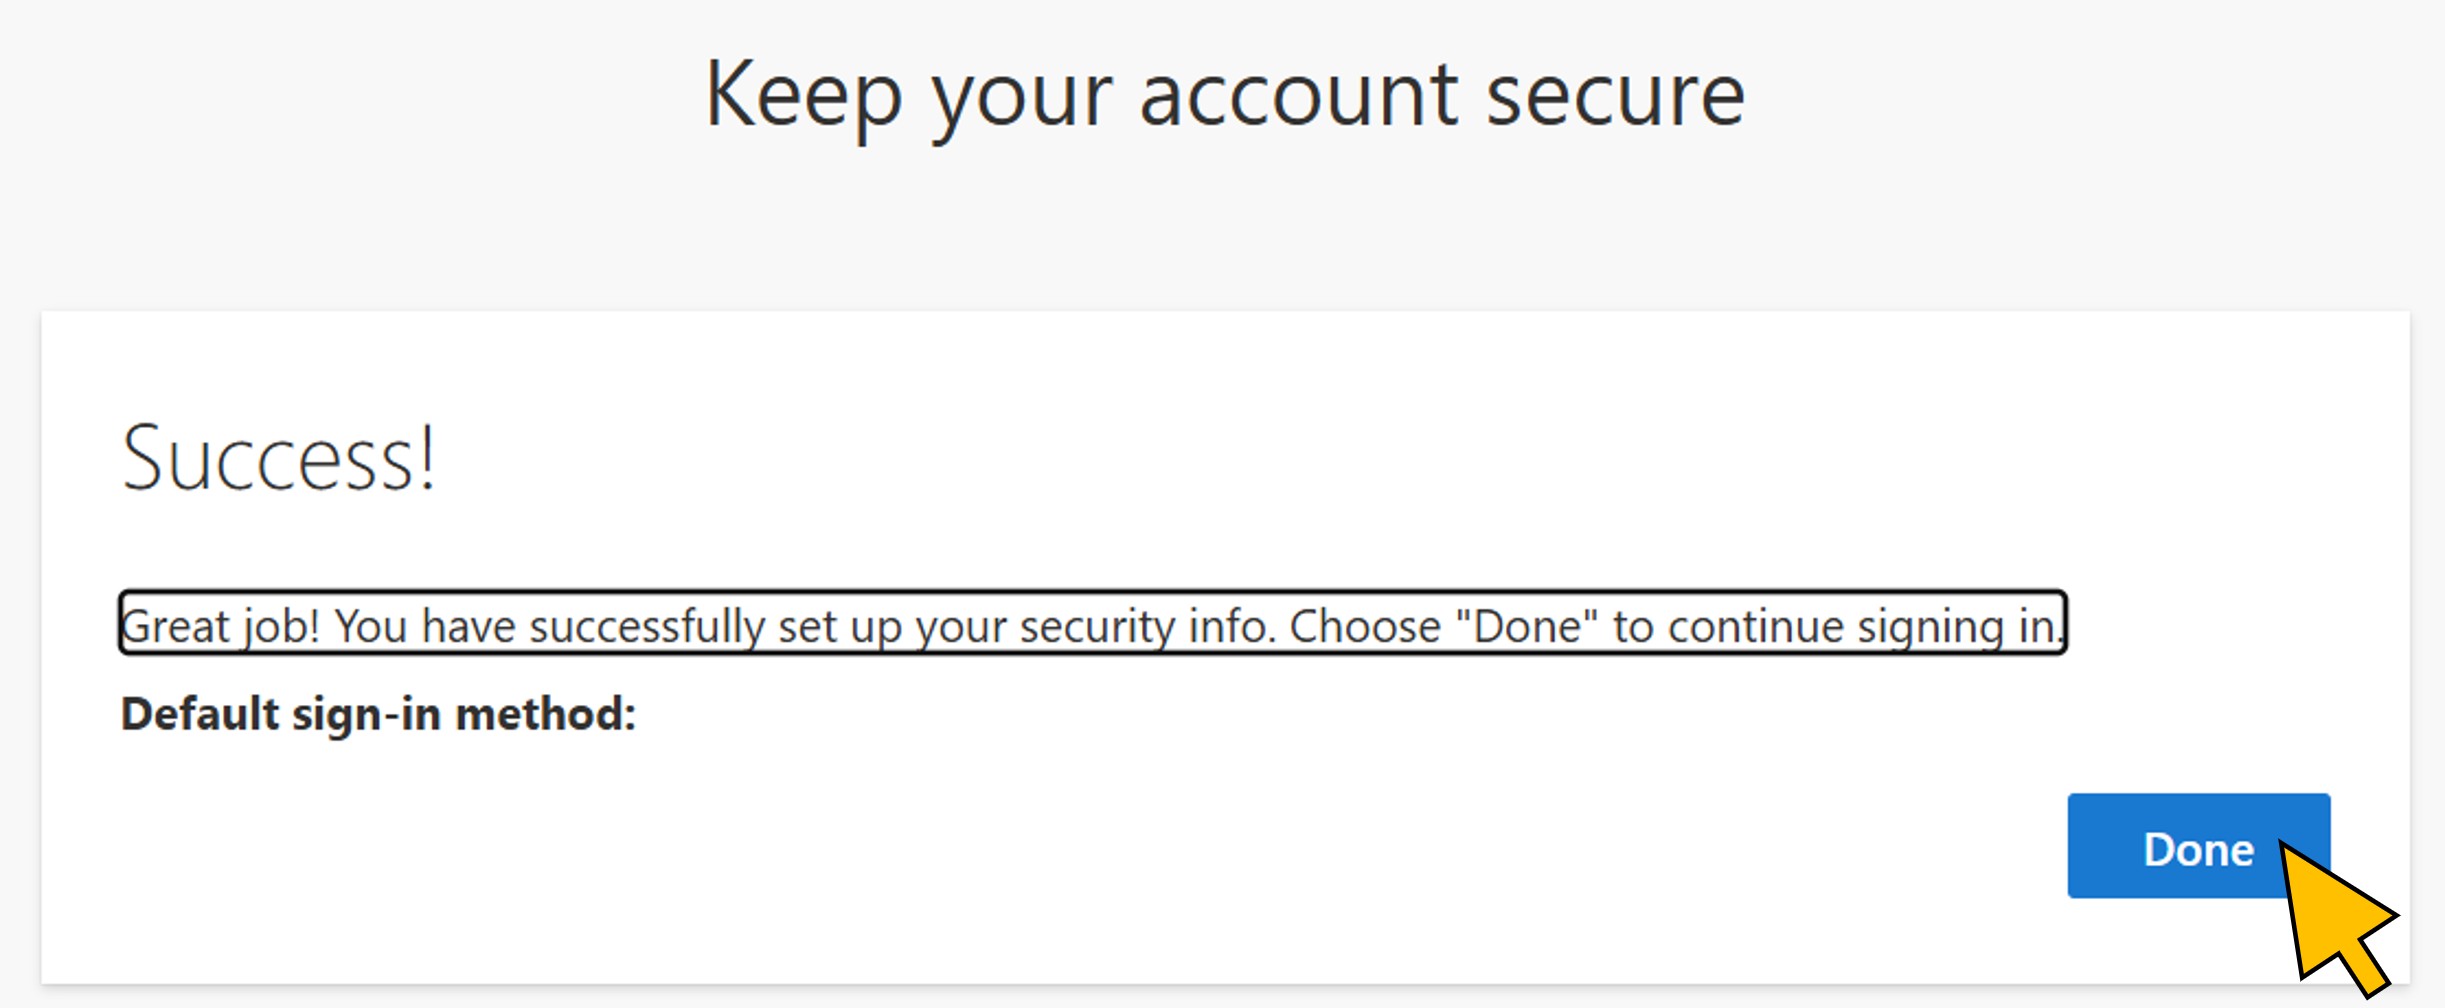 Keep your account secure
Success!
Great job! You have successfully set up your security info. Choose "Done" to continue signing in.
Default sign-in method:
Done